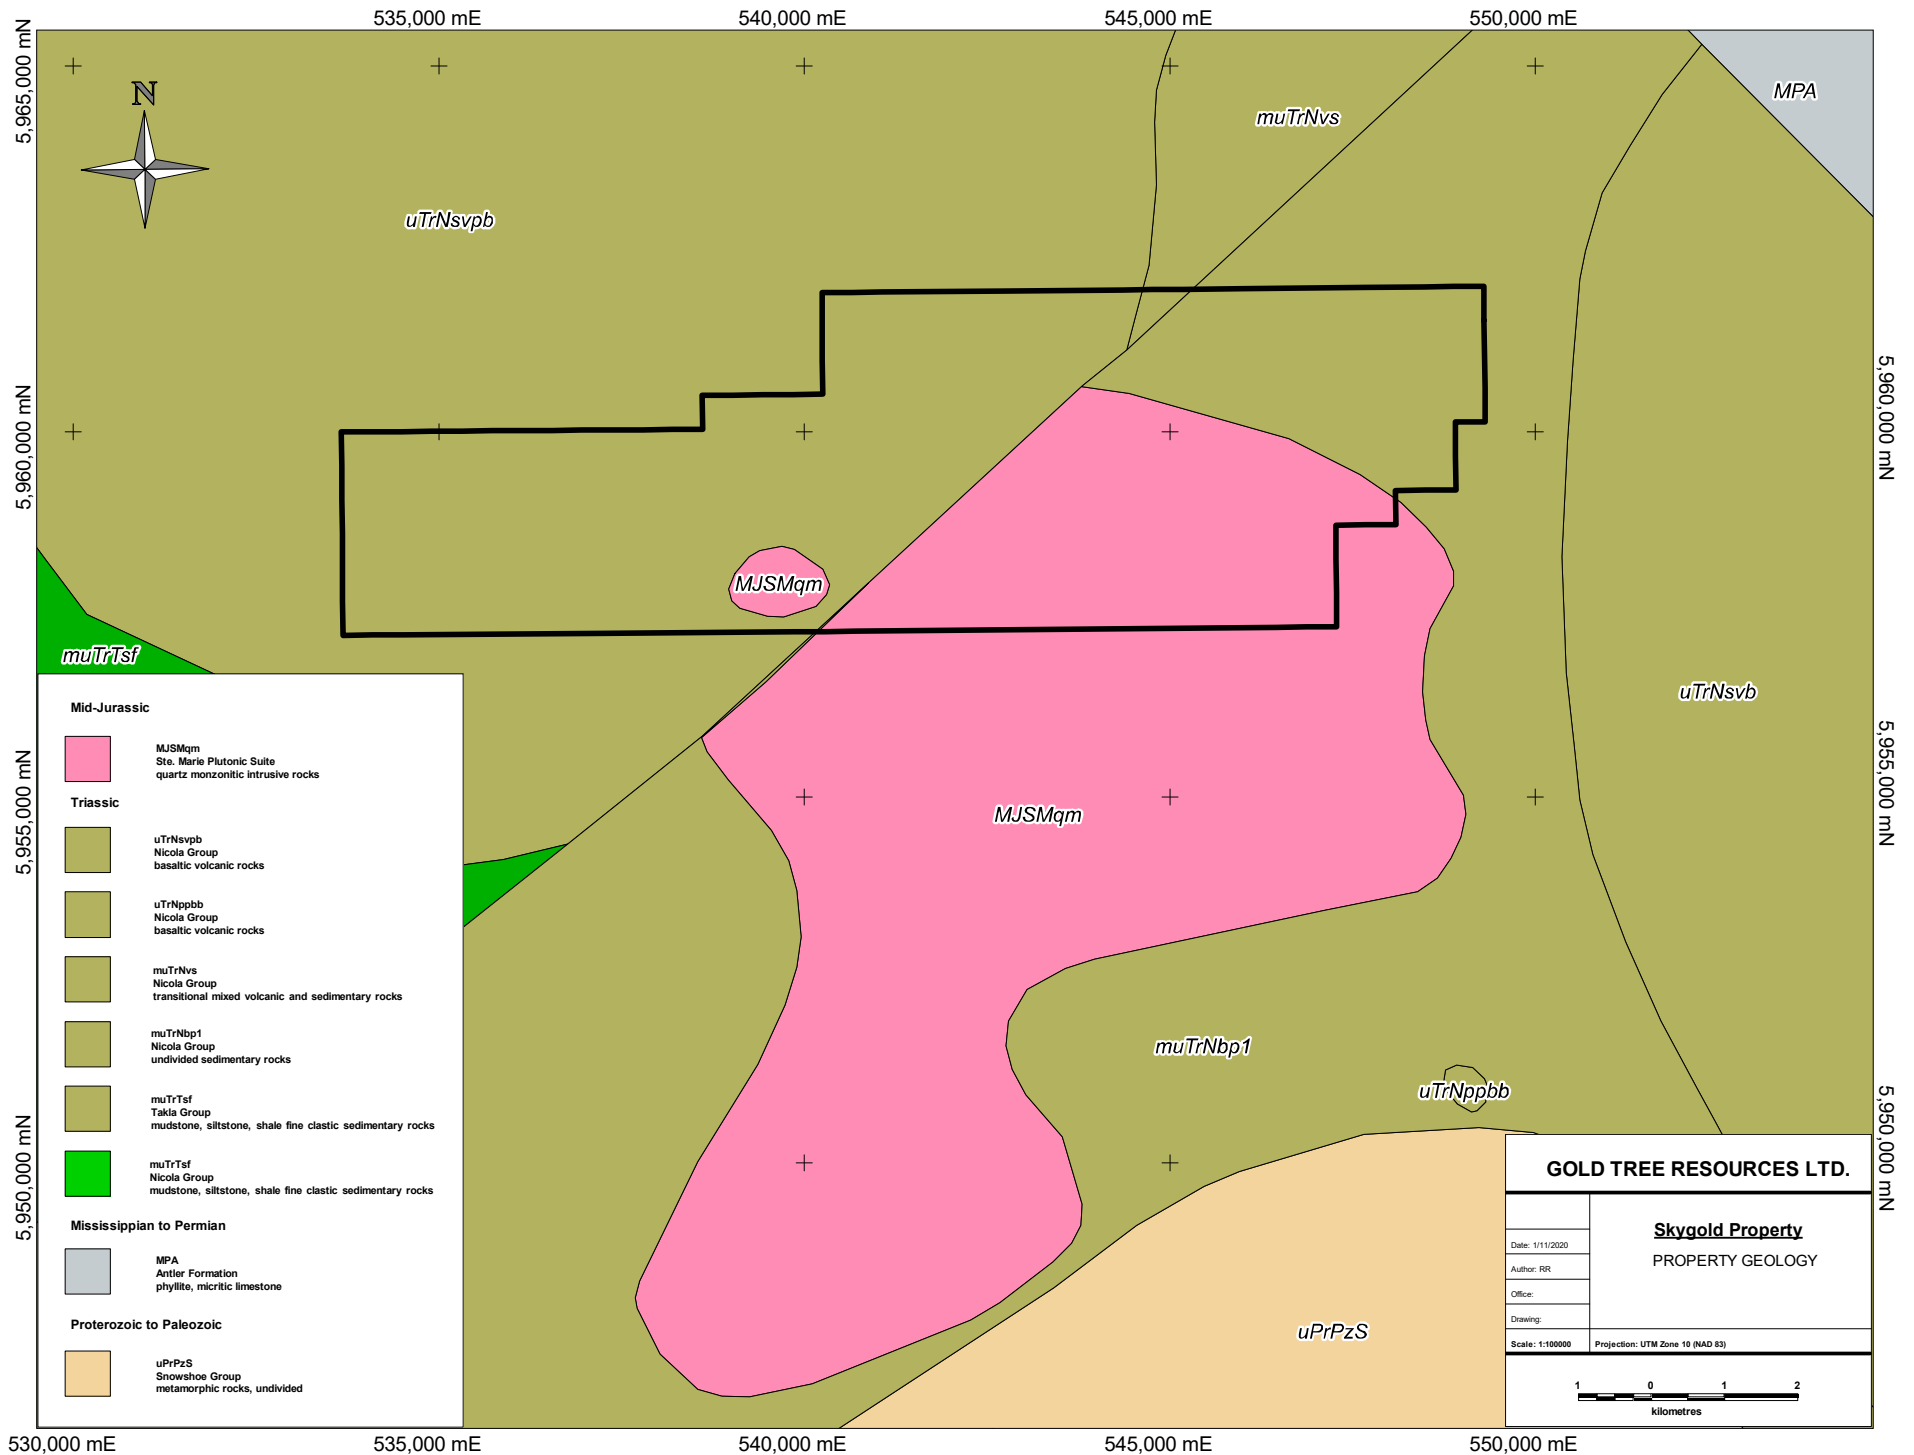 535,000 mE
540,000 mE
545,000 mE
550,000 mE
5,965,000 mN
N
MPA
muTrNvs
uTrNsvpb
5,960,000 mN
5,960,000 mN
MJSMqm
muTrTsf
uTrNsvb
5,955,000 mN
5,955,000 mN
MJSMqm
muTrNbp1
uTrNppbb
5,950,000 mN
5,950,000 mN
uPrPzS
Mid-Jurassic
MJSMqm
Ste. Marie Plutonic Suite
quartz monzonitic intrusive rocks
Triassic
uTrNsvpb
Nicola Group
basaltic volcanic rocks
uTrNppbb
Nicola Group
basaltic volcanic rocks
muTrNvs
Nicola Group
transitional mixed volcanic and sedimentary rocks
muTrNbp1
Nicola Group
undivided sedimentary rocks
muTrTsf
Takla Group
mudstone, siltstone, shale fine clastic sedimentary rocks
muTrTsf
Nicola Group
mudstone, siltstone, shale fine clastic sedimentary rocks
Mississippian to Permian
MPA
Antler Formation
phyllite, micritic limestone
Proterozoic to Paleozoic
uPrPzS
Snowshoe Group
metamorphic rocks, undivided
GOLD TREE RESOURCES LTD.
Skygold Property
PROPERTY GEOLOGY
Date: 1/11/2020
Author: RR
Office:
Drawing:
Scale: 1:100000
Projection: UTM Zone 10 (NAD 83)
1 0 1 2
kilometres
530,000 mE
535,000 mE
540,000 mE
545,000 mE
550,000 mE